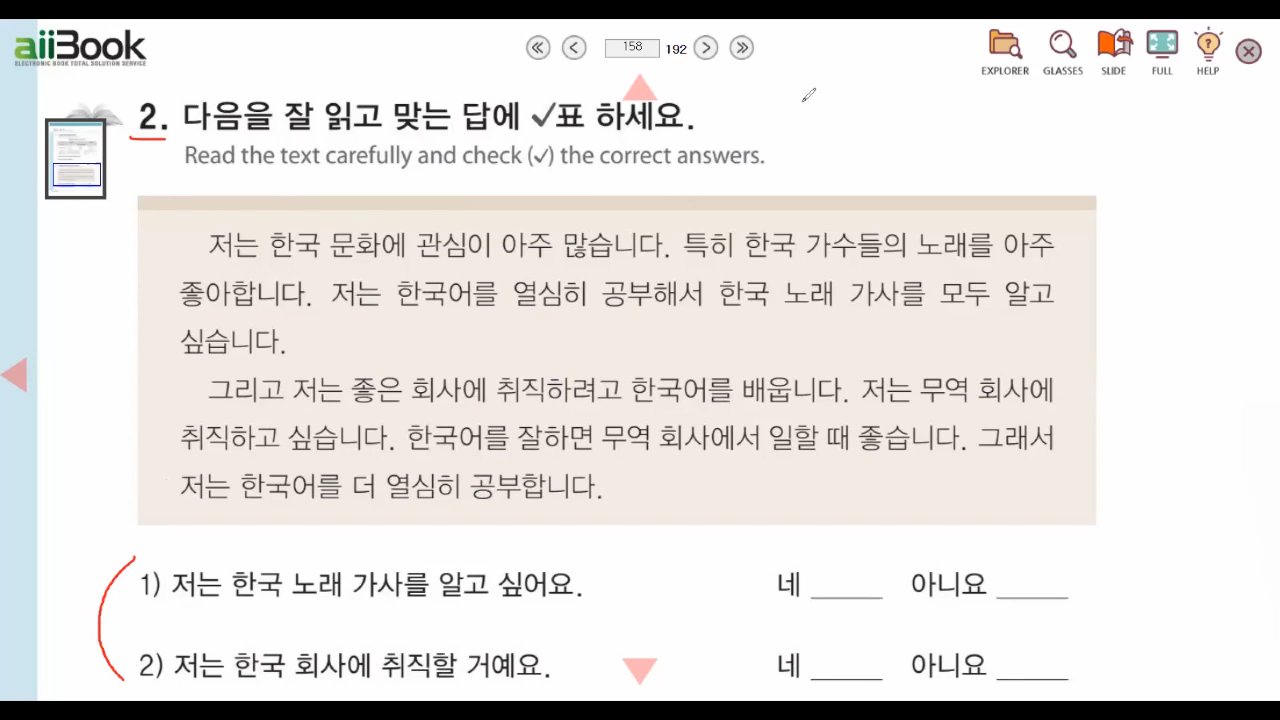 aiiBook
ELECTRONIC BOOK TOTAL SOLUTION SERVICE
158 192
EXPLORER GLASSES SLIDE FULL HELP
2. 다음을 잘 읽고 맞는 답에 ✓표 하세요.
Read the text carefully and check (✓) the correct answers.
저는 한국 문화에 관심이 아주 많습니다. 특히 한국 가수들의 노래를 아주
좋아합니다. 저는 한국어를 열심히 공부해서 한국 노래 가사를 모두 알고
싶습니다.
그리고 저는 좋은 회사에 취직하려고 한국어를 배웁니다. 저는 무역 회사에
취직하고 싶습니다. 한국어를 잘하면 무역 회사에서 일할 때 좋습니다. 그래서
저는 한국어를 더 열심히 공부합니다.
1) 저는 한국 노래 가사를 알고 싶어요. 네 _____ 아니요 _____
2) 저는 한국 회사에 취직할 거예요. 네 _____ 아니요 _____